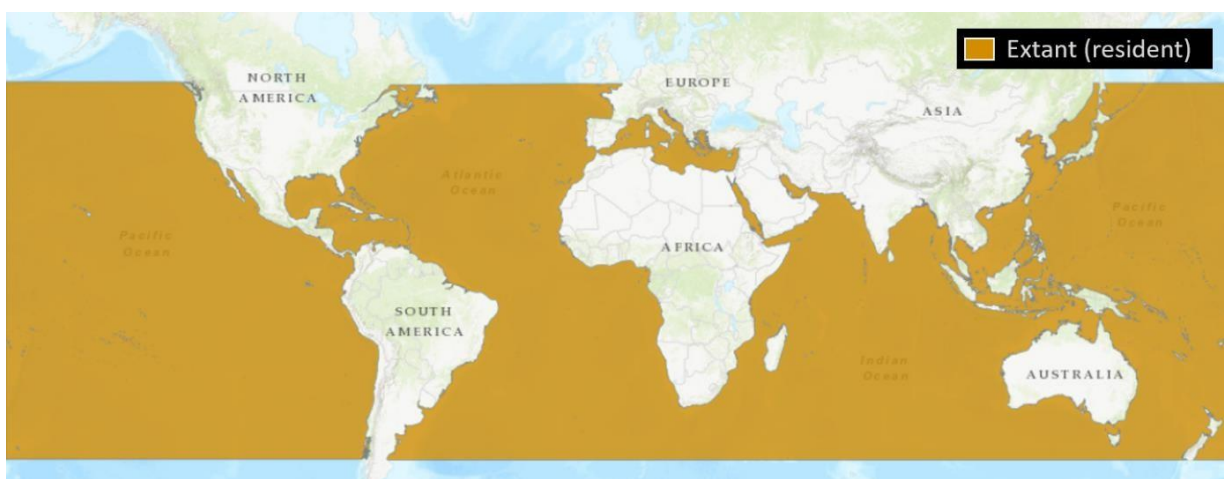 Extant (resident)
NORTH
AMERICA
EUROPE
ASIA
Atlantic
Ocean
Pacific
Ocean
Pacific
Ocean
AFRICA
SOUTH
AMERICA
Indian
Ocean
AUSTRALIA